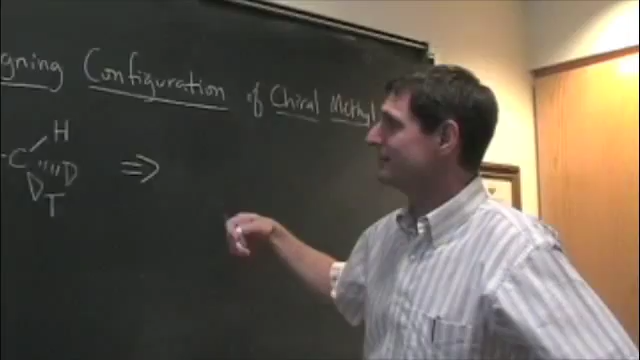 gning Configuration of Chiral Methyl
H
C D ⇒
T